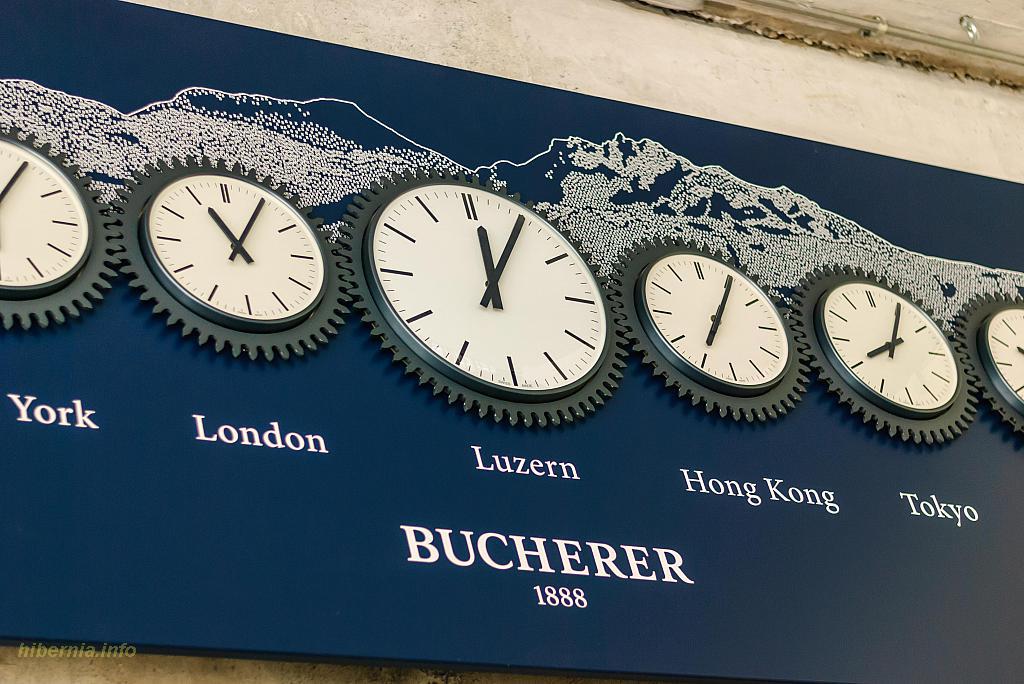 York
London
Luzern
Hong Kong
Tokyo
BUCHERER
1888
hibernia.info